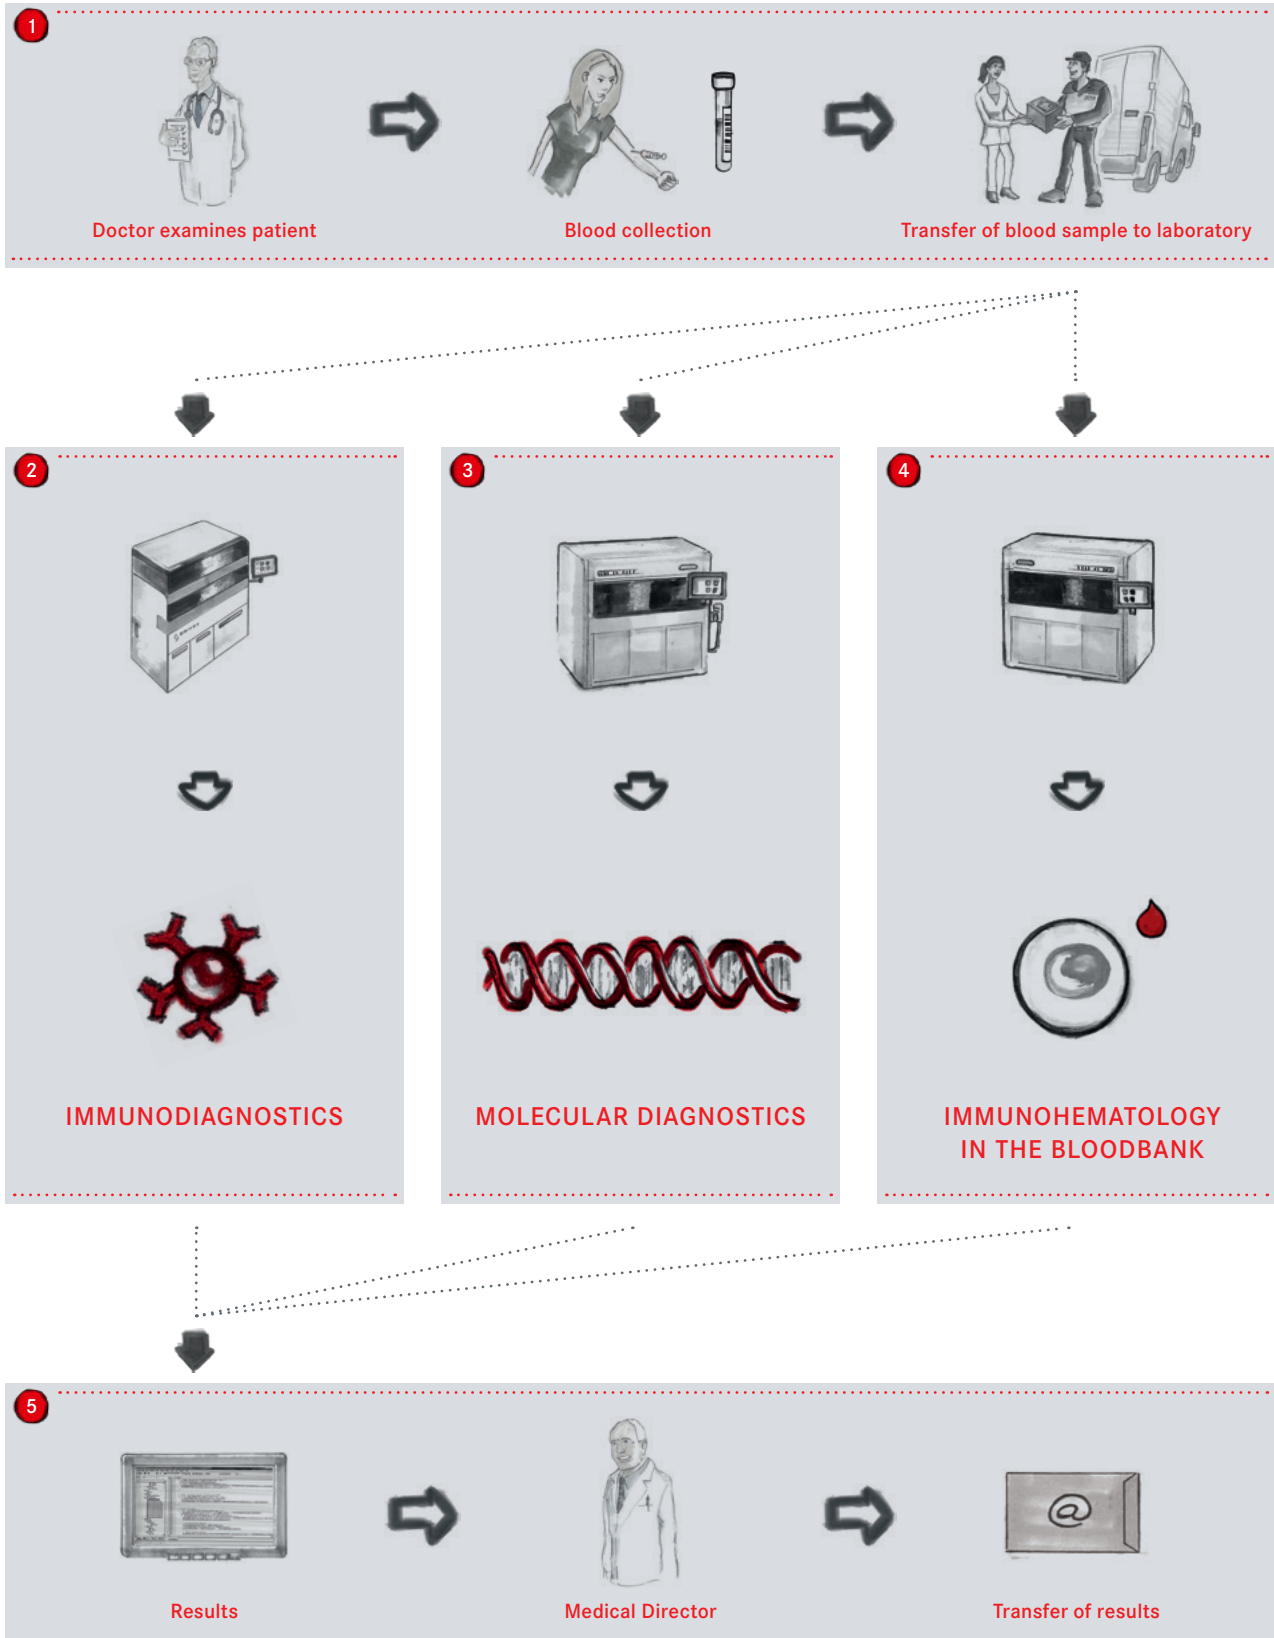 1
Doctor examines patient
Blood collection
Transfer of blood sample to laboratory
2
3
4
IMMUNODIAGNOSTICS
MOLECULAR DIAGNOSTICS
IMMUNOHEMATOLOGY
IN THE BLOODBANK
5
@
Results
Medical Director
Transfer of results